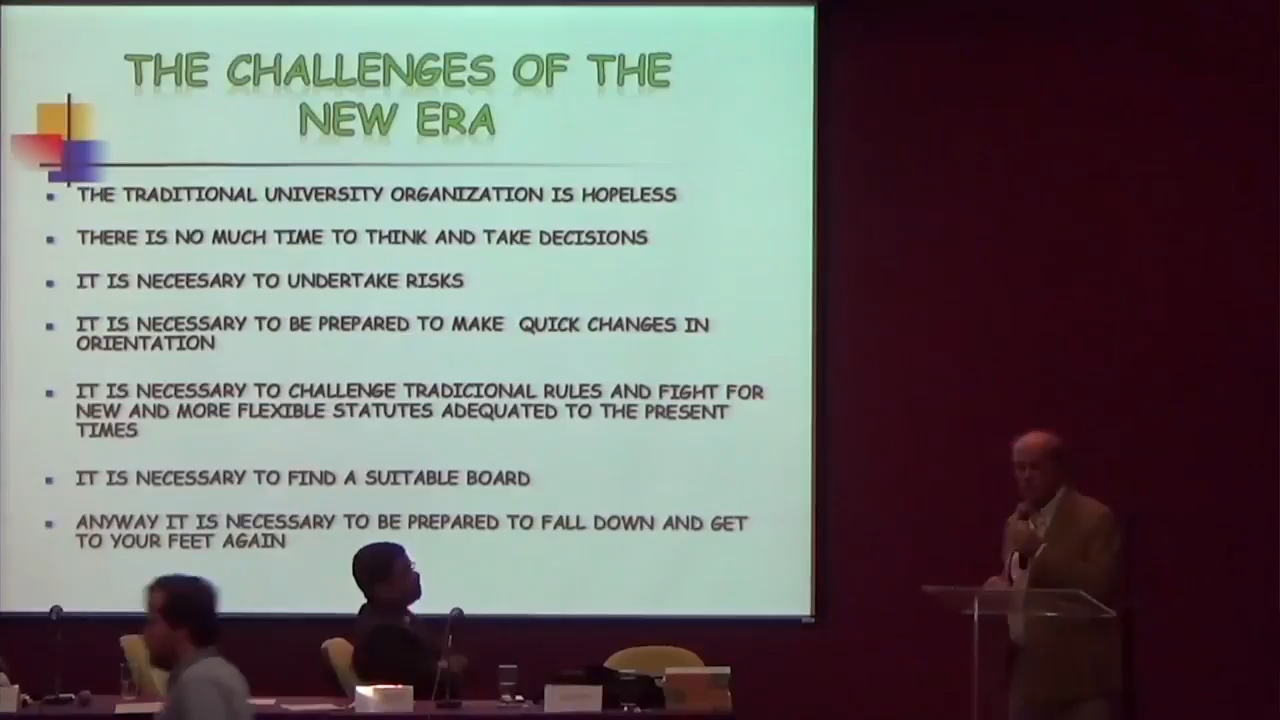 THE CHALLENGES OF THE
NEW ERA
THE TRADITIONAL UNIVERSITY ORGANIZATION IS HOPELESS
THERE IS NO MUCH TIME TO THINK AND TAKE DECISIONS
IT IS NECEESARY TO UNDERTAKE RISKS
IT IS NECESSARY TO BE PREPARED TO MAKE QUICK CHANGES IN
ORIENTATION
IT IS NECESSARY TO CHALLENGE TRADICIONAL RULES AND FIGHT FOR
NEW AND MORE FLEXIBLE STATUTES ADEQUATED TO THE PRESENT
TIMES
IT IS NECESSARY TO FIND A SUITABLE BOARD
ANYWAY IT IS NECESSARY TO BE PREPARED TO FALL DOWN AND GET
TO YOUR FEET AGAIN